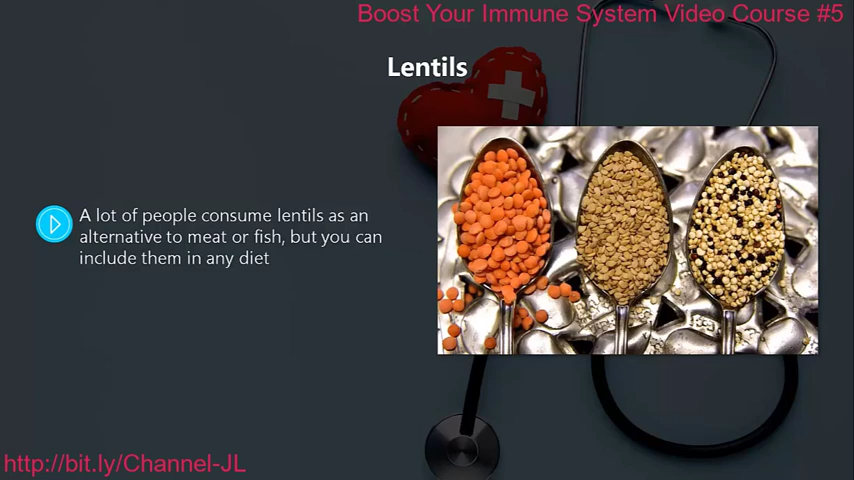 Boost Your Immune System Video Course #5
Lentils
A lot of people consume lentils as an
alternative to meat or fish, but you can
include them in any diet
http://bit.ly/Channel-JL